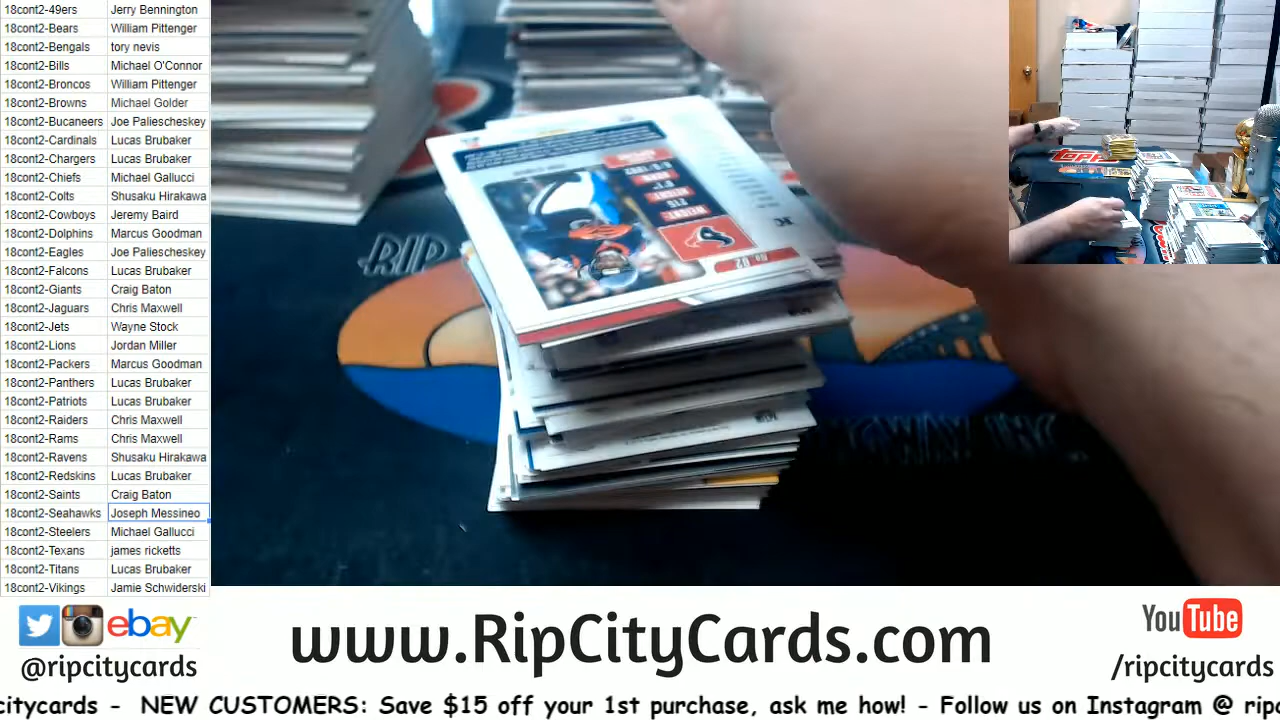 18cont2-49ers Jerry Bennington
18cont2-Bears William Pittenger
18cont2-Bengals tory nevis
18cont2-Bills Michael O'Connor
18cont2-Broncos William Pittenger
18cont2-Browns Michael Golder
18cont2-Bucaneers Joe Paliescheskey
18cont2-Cardinals Lucas Brubaker
18cont2-Chargers Lucas Brubaker
18cont2-Chiefs Michael Gallucci
18cont2-Colts Shusaku Hirakawa
18cont2-Cowboys Jeremy Baird
18cont2-Dolphins Marcus Goodman
18cont2-Eagles Joe Paliescheskey
18cont2-Falcons Lucas Brubaker
18cont2-Giants Craig Baton
18cont2-Jaguars Chris Maxwell
18cont2-Jets Wayne Stock
18cont2-Lions Jordan Miller
18cont2-Packers Marcus Goodman
18cont2-Panthers Lucas Brubaker
18cont2-Patriots Lucas Brubaker
18cont2-Raiders Chris Maxwell
18cont2-Rams Chris Maxwell
18cont2-Ravens Shusaku Hirakawa
18cont2-Redskins Lucas Brubaker
18cont2-Saints Craig Baton
18cont2-Seahawks Joseph Messineo
18cont2-Steelers Michael Gallucci
18cont2-Texans james ricketts
18cont2-Titans Lucas Brubaker
18cont2-Vikings Jamie Schwiderski
RIP
TOPPS
ebay
@ripcitycards
www.RipCityCards.com
YouTube
/ripcitycards
citycards - NEW CUSTOMERS: Save $15 off your 1st purchase, ask me how! - Follow us on Instagram @ ripc